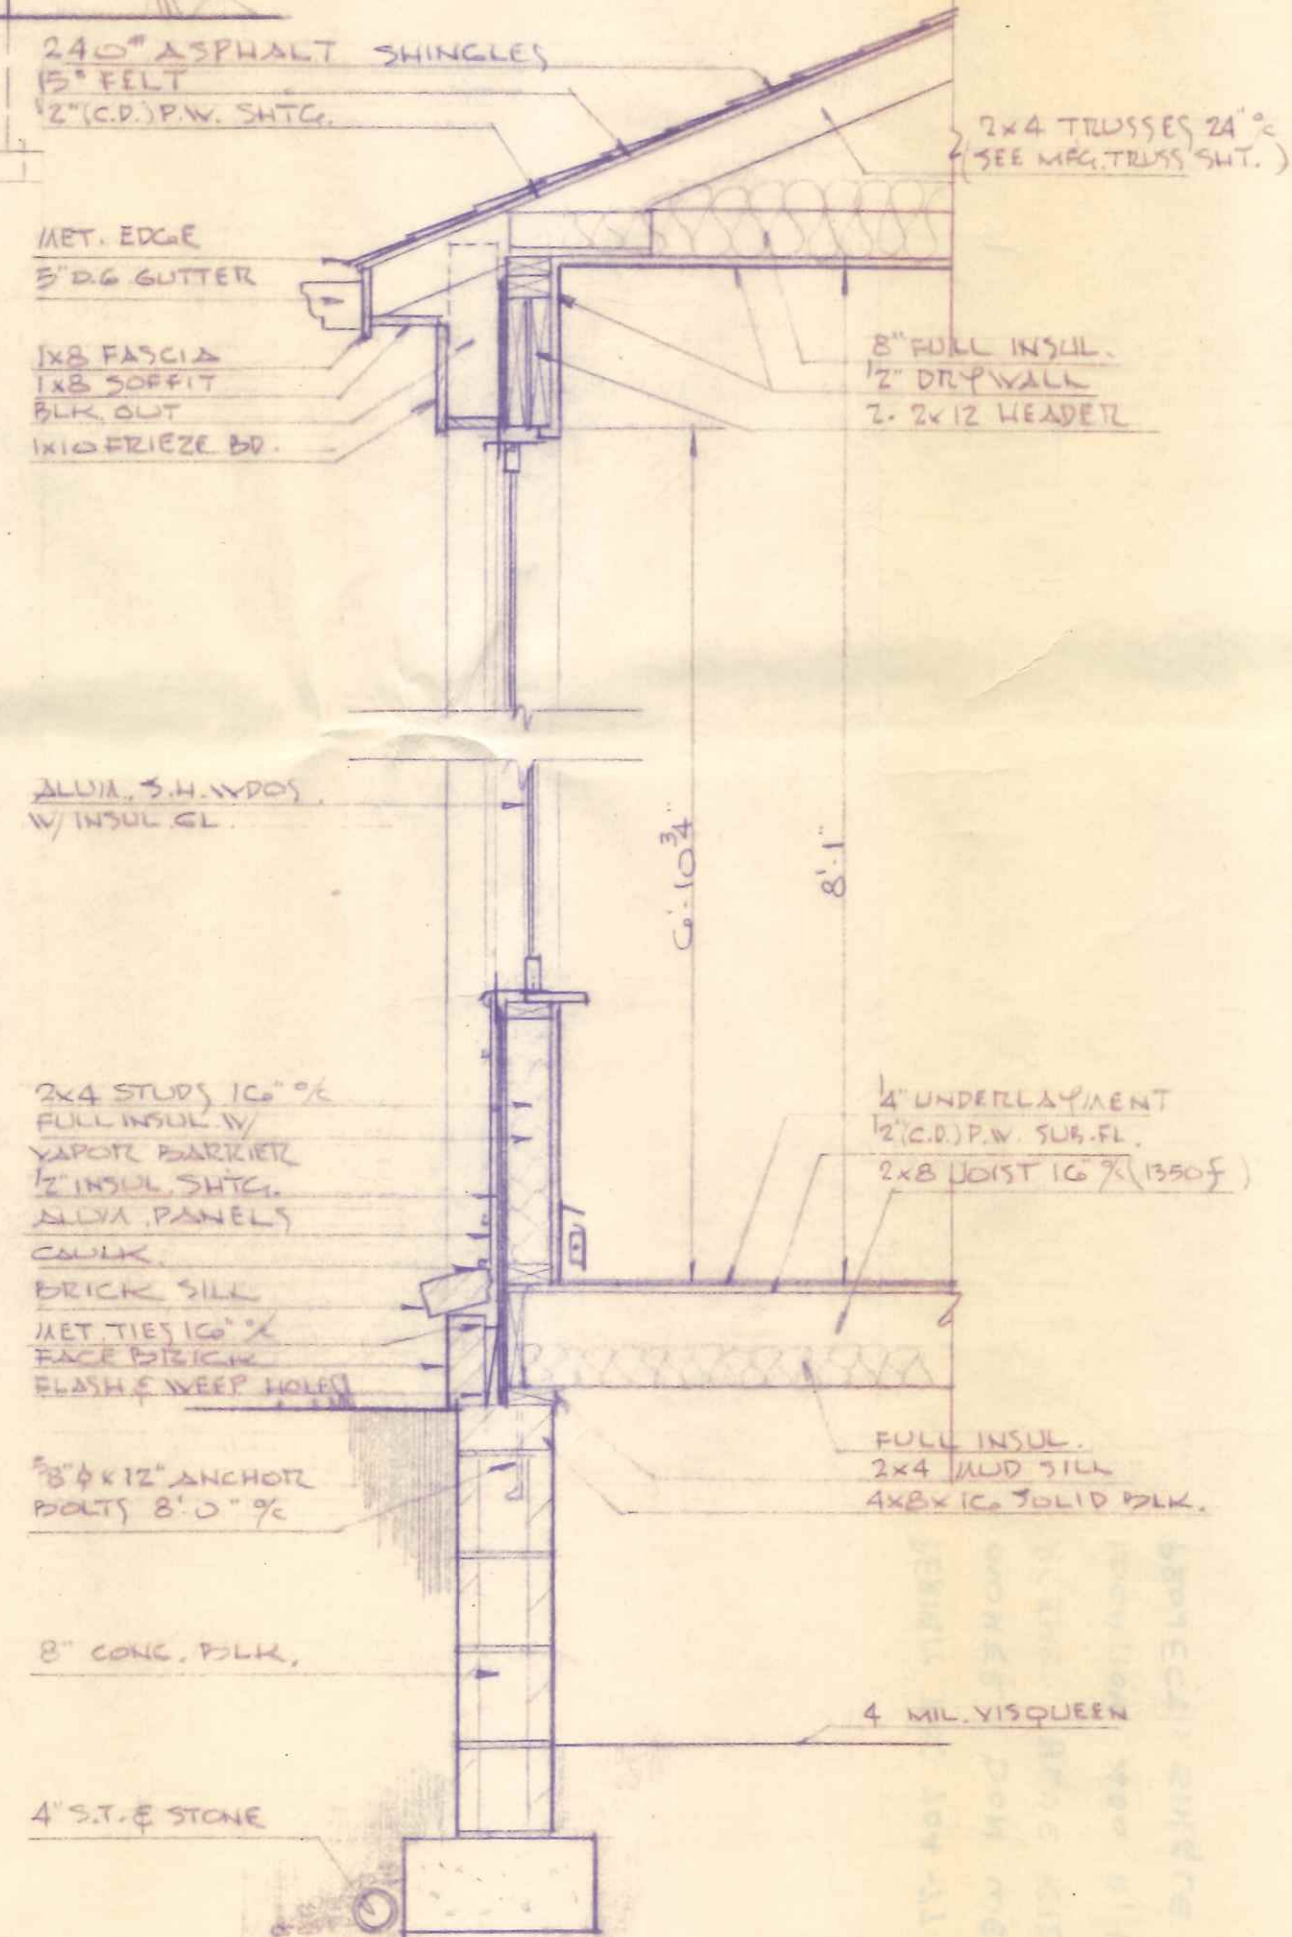 240# ASPHALT SHINGLES
15# FELT
1/2" (C.D.) P.W. SHTG.
2x4 TRUSSES 24" o/c
(SEE MFG. TRUSS SHT.)
MET. EDGE
5" D.G GUTTER
1x8 FASCIA
1x8 SOFFIT
BLK. OUT
1x10 FRIEZE BD.
8" FULL INSUL.
1/2" DRYWALL
2- 2x12 HEADER
ALUM. S.H. WDOS.
W/ INSUL. GL.
6'-10 3/4"
8'-1"
2x4 STUDS 16" o/c
FULL INSUL. W/
VAPOR BARRIER
1/2" INSUL. SHTG.
ALUM. PANELS
CAULK
BRICK SILL
MET. TIES 16" o/c
FACE BRICK
FLASH & WEEP HOLES
1/4" UNDERLAYMENT
1/2" (C.D.) P.W. SUB-FL.
2x8 JOIST 16" o/c (1350f)
5/8" φ x 12" ANCHOR
BOLTS 8'-0" o/c
FULL INSUL.
2x4 MUD SILL
4x8x16 SOLID BLK.
8" CONC. BLK.
4 MIL. VISQUEEN
4" S.T. & STONE